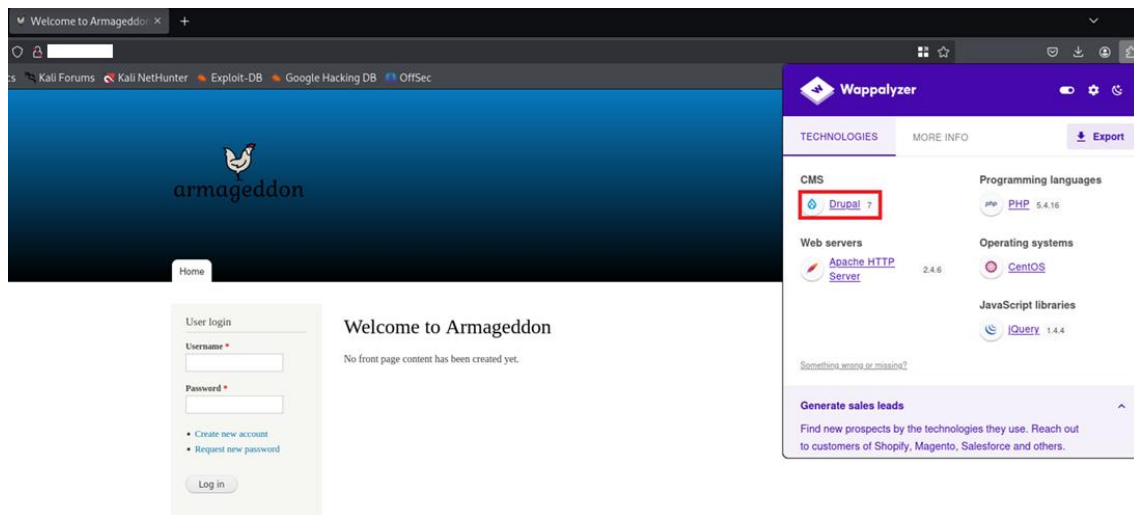 Welcome to Armageddon
s Kali Forums Kali NetHunter Exploit-DB Google Hacking DB OffSec
armageddon
Home
User login
Username *
Password *
Create new account
Request new password
Log in
Welcome to Armageddon
No front page content has been created yet.
Wappalyzer
TECHNOLOGIES MORE INFO Export
CMS
Drupal 7
Programming languages
php PHP 5.4.16
Web servers
Apache HTTP
Server 2.4.6
Operating systems
CentOS
JavaScript libraries
jQuery 1.4.4
Something wrong or missing?
Generate sales leads
Find new prospects by the technologies they use. Reach out
to customers of Shopify, Magento, Salesforce and others.